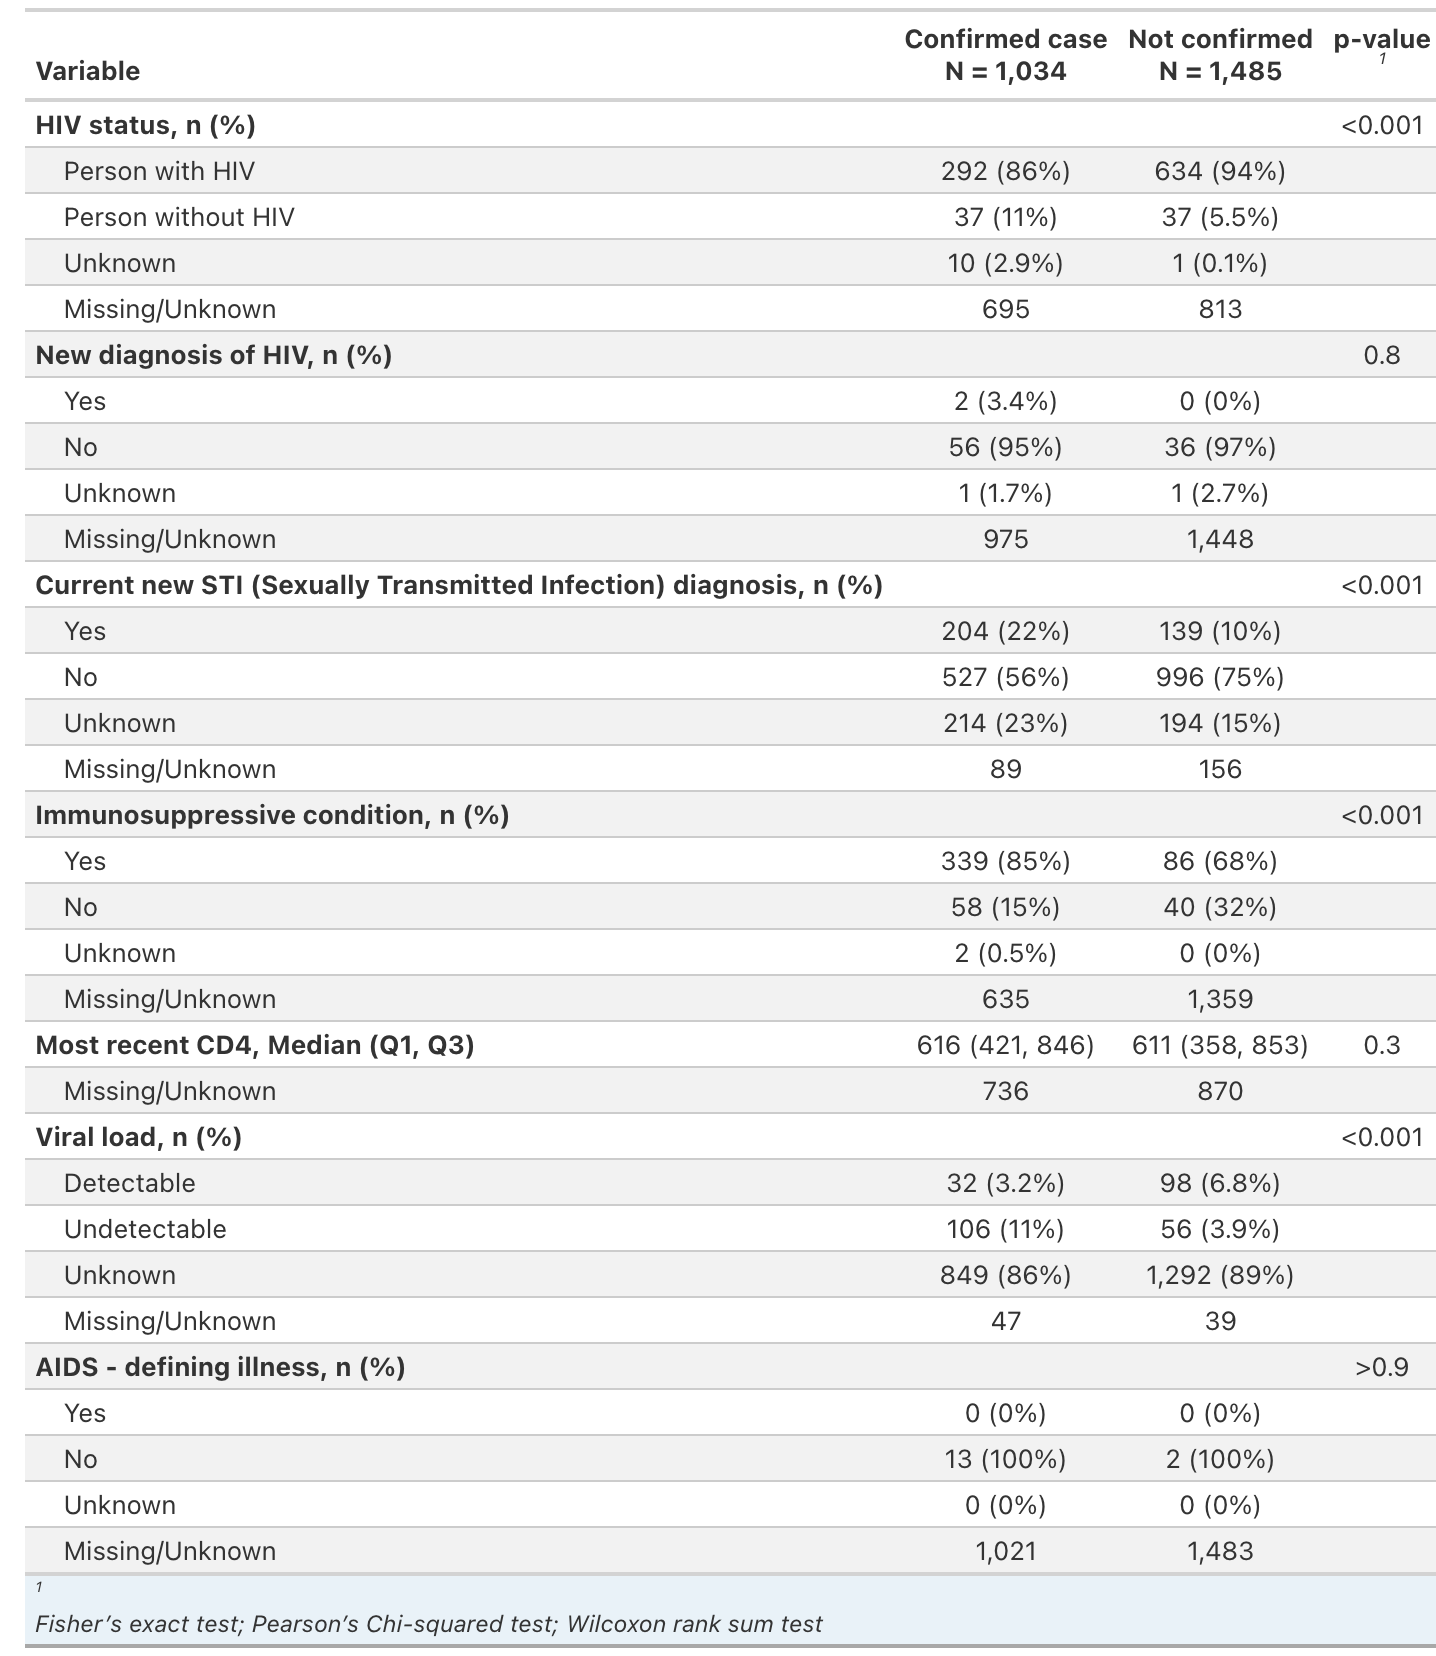 Variable Confirmed case N = 1,034 Not confirmed N = 1,485 p-value 1
HIV status, n (%) <0.001
Person with HIV 292 (86%) 634 (94%)
Person without HIV 37 (11%) 37 (5.5%)
Unknown 10 (2.9%) 1 (0.1%)
Missing/Unknown 695 813
New diagnosis of HIV, n (%) 0.8
Yes 2 (3.4%) 0 (0%)
No 56 (95%) 36 (97%)
Unknown 1 (1.7%) 1 (2.7%)
Missing/Unknown 975 1,448
Current new STI (Sexually Transmitted Infection) diagnosis, n (%) <0.001
Yes 204 (22%) 139 (10%)
No 527 (56%) 996 (75%)
Unknown 214 (23%) 194 (15%)
Missing/Unknown 89 156
Immunosuppressive condition, n (%) <0.001
Yes 339 (85%) 86 (68%)
No 58 (15%) 40 (32%)
Unknown 2 (0.5%) 0 (0%)
Missing/Unknown 635 1,359
Most recent CD4, Median (Q1, Q3) 616 (421, 846) 611 (358, 853) 0.3
Missing/Unknown 736 870
Viral load, n (%) <0.001
Detectable 32 (3.2%) 98 (6.8%)
Undetectable 106 (11%) 56 (3.9%)
Unknown 849 (86%) 1,292 (89%)
Missing/Unknown 47 39
AIDS - defining illness, n (%) >0.9
Yes 0 (0%) 0 (0%)
No 13 (100%) 2 (100%)
Unknown 0 (0%) 0 (0%)
Missing/Unknown 1,021 1,483
1
Fisher's exact test; Pearson's Chi-squared test; Wilcoxon rank sum test